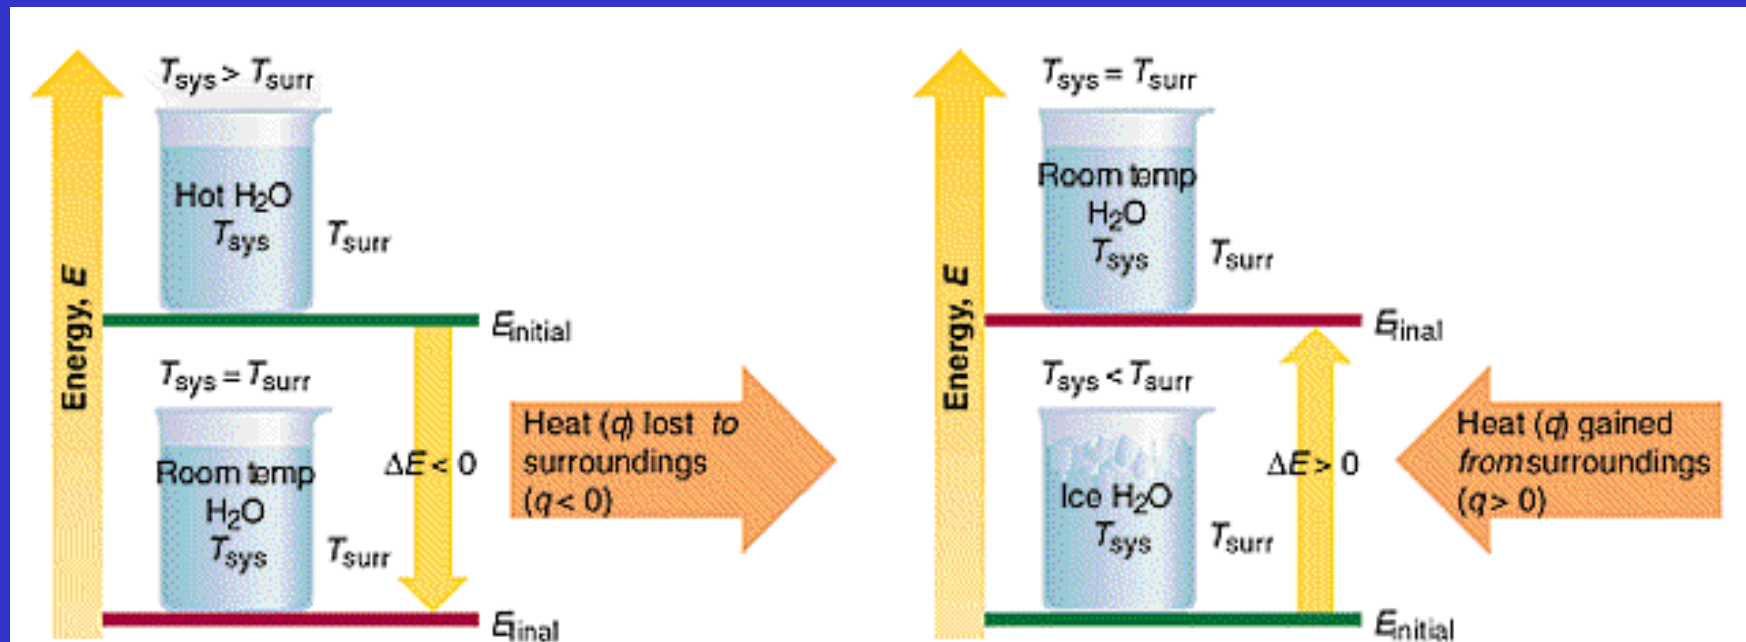 Energy, E
Tsys > Tsurr
Hot H2O
Tsys
Tsurr
Einitial
Tsys = Tsurr
Room temp
H2O
Tsys
Tsurr
Efinal
ΔE < 0
Heat (q) lost to
surroundings
(q < 0)
Energy, E
Tsys = Tsurr
Room temp
H2O
Tsys
Tsurr
Efinal
Tsys < Tsurr
Ice H2O
Tsys
Tsurr
Einitial
ΔE > 0
Heat (q) gained
from surroundings
(q > 0)